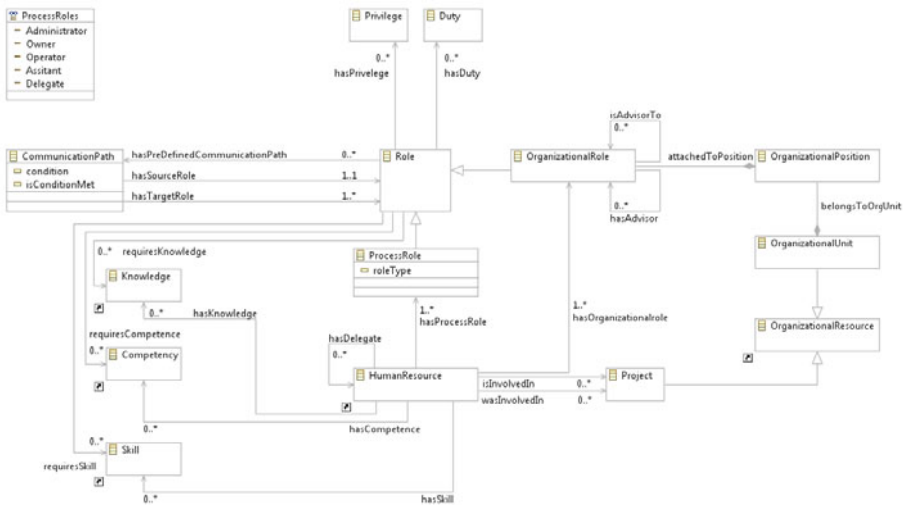 ProcessRoles
Administrator
Owner
Operator
Assitant
Delegate
Privilege
Duty
0..*
hasPrivelege
0..*
hasDuty
CommunicationPath
condition
isConditionMet
hasPreDefinedCommunicationPath
0..*
hasSourceRole
1..1
hasTargetRole
1..*
Role
OrganizationalRole
isAdvisorTo
0..*
attachedToPosition
OrganizationalPosition
0..*
hasAdvisor
belongsToOrgUnit
0..*
requiresKnowledge
Knowledge
ProcessRole
roleType
OrganizationalUnit
0..*
hasKnowledge
1..*
hasProcessRole
1..*
hasOrganizationalrole
OrganizationalResource
requiresCompetence
0..*
Competency
hasDelegate
0..*
HumanResource
isInvolvedIn
0..*
wasInvolvedIn
0..*
Project
0..*
hasCompetence
0..*
requiresSkill
Skill
0..*
hasSkill